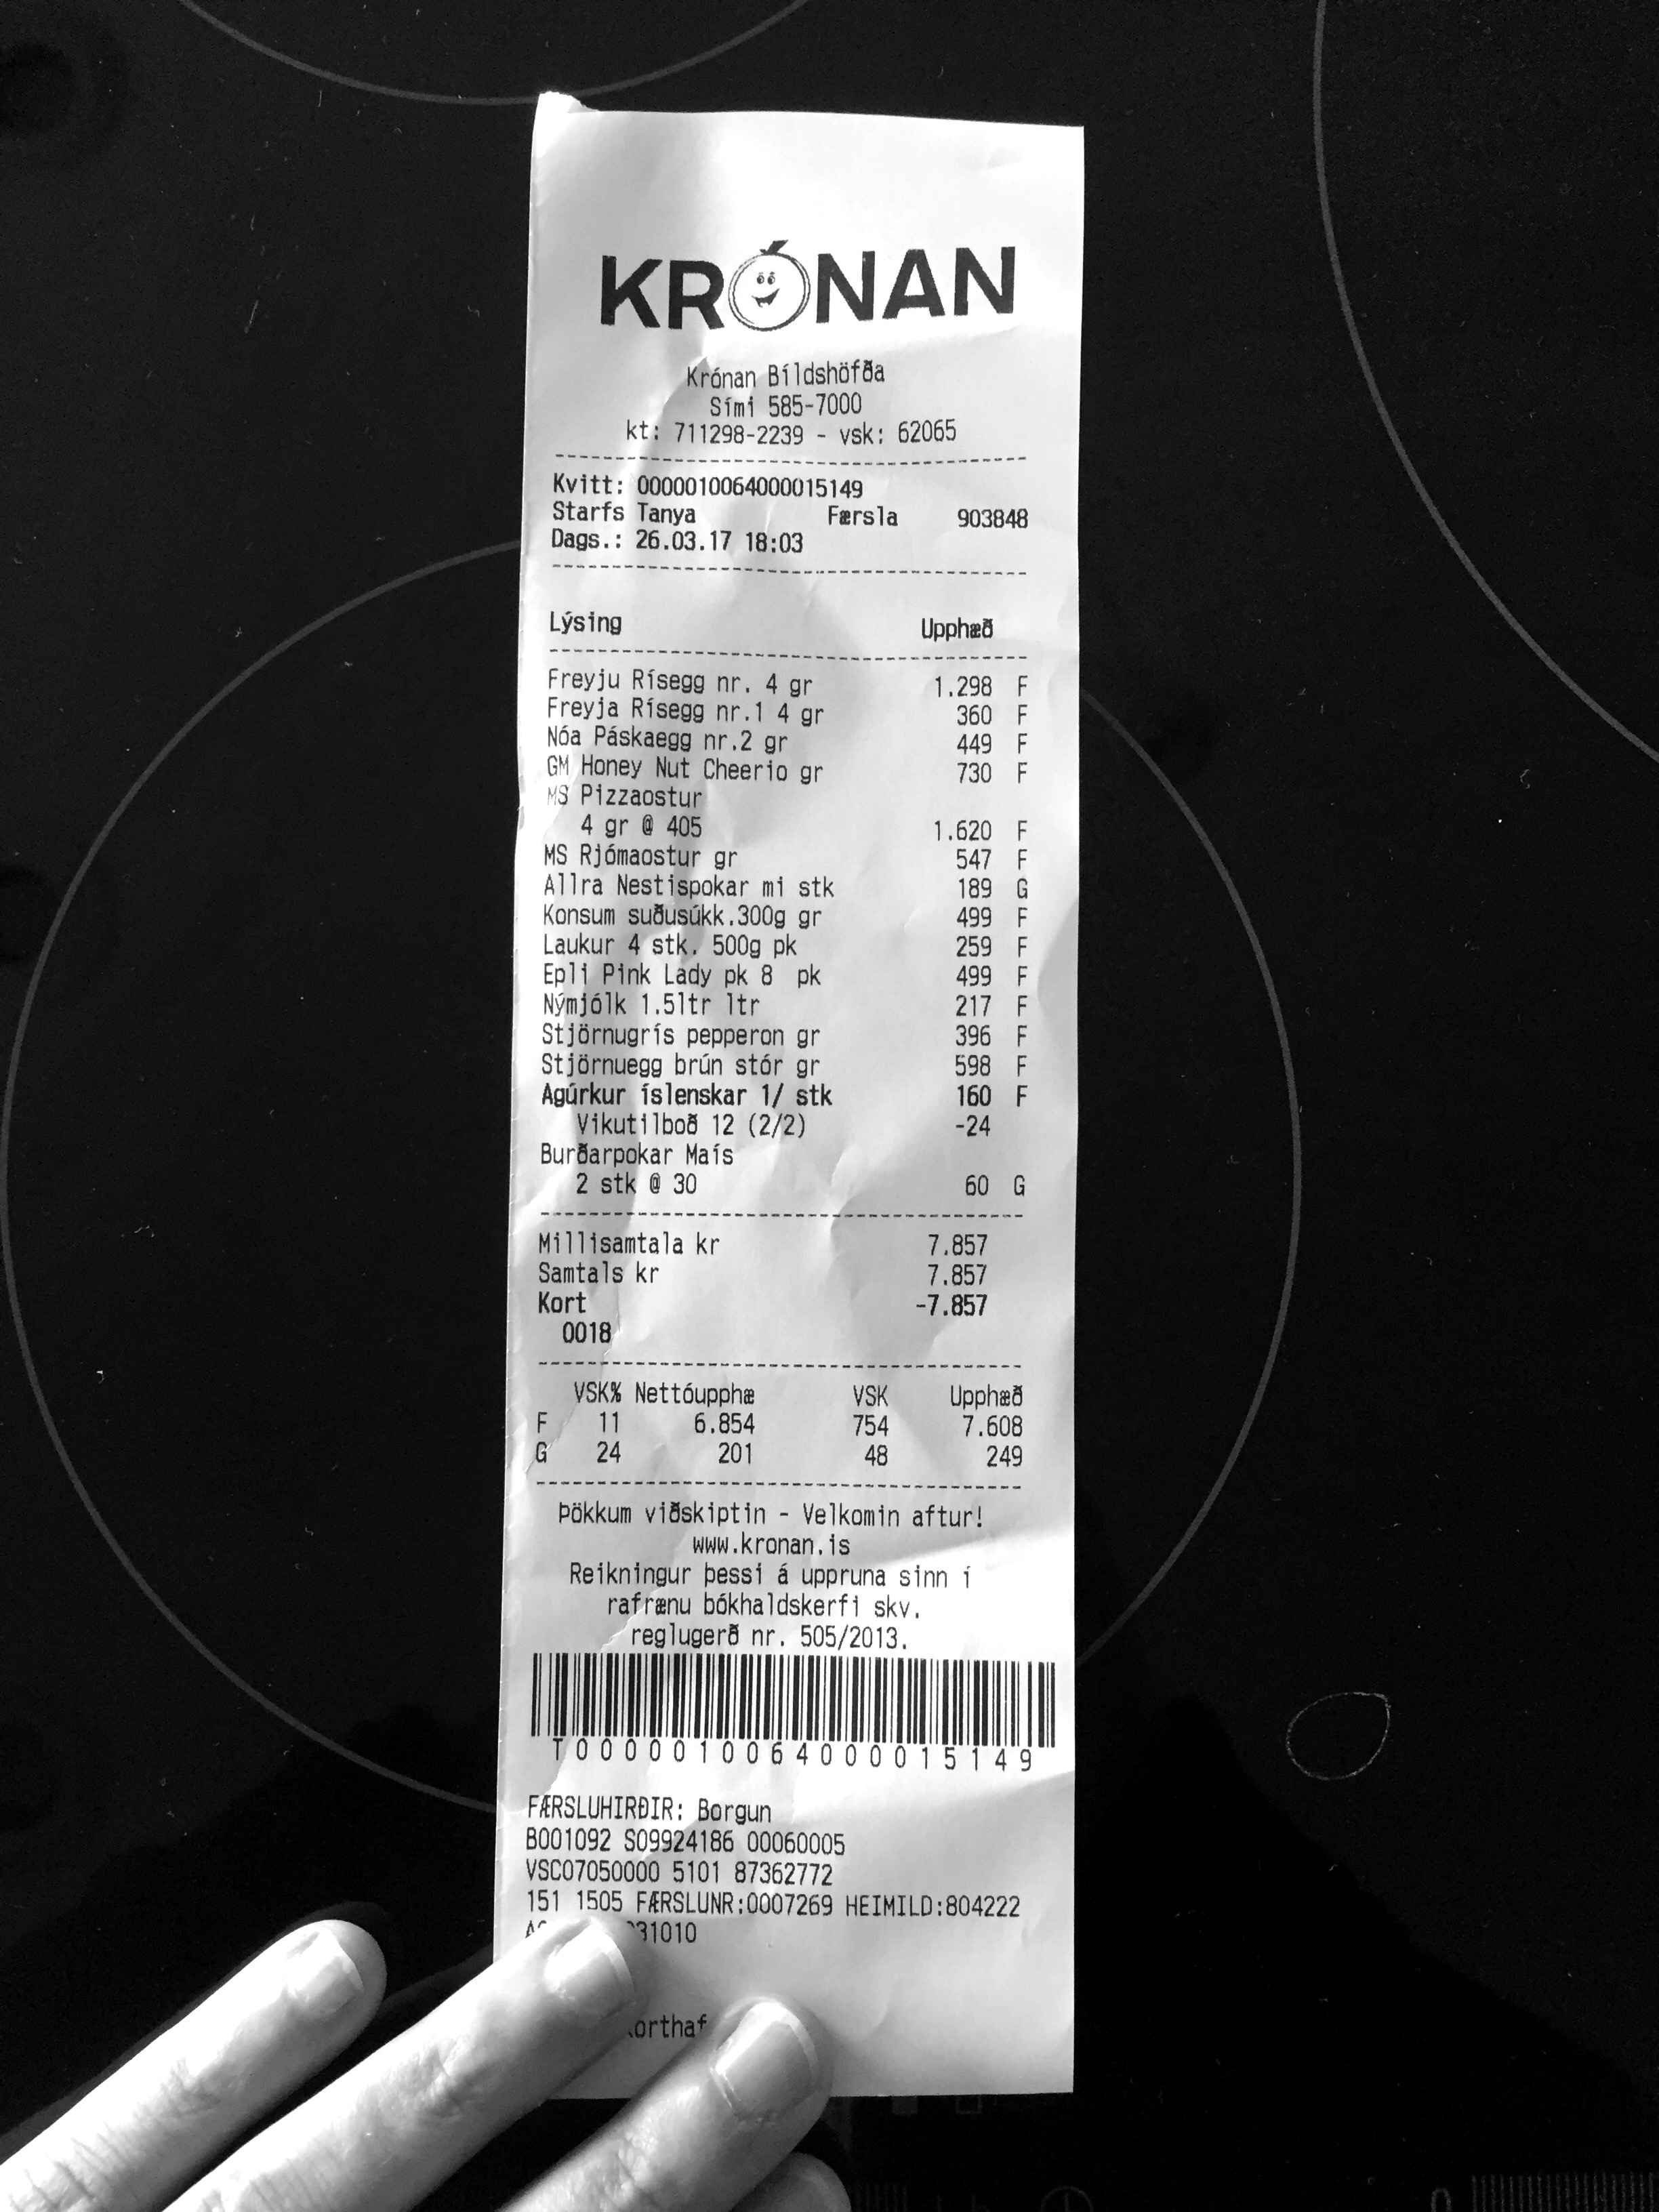 KRÓNAN
Krónan Bíldshöfða
Sími 585-7000
kt: 711298-2239 - vsk: 62065
Kvitt: 0000010064000015149
Starfs Tanya Færsla 903848
Dags.: 26.03.17 18:03
Lýsing Upphæð
Freyju Rísegg nr. 4 gr 1.298 F
Freyja Rísegg nr.1 4 gr 360 F
Nóa Páskaegg nr.2 gr 449 F
GM Honey Nut Cheerio gr 730 F
MS Pizzaostur
4 gr @ 405 1.620 F
MS Rjómaostur gr 547 F
Allra Nestispokar mi stk 189 G
Konsum suðusúkk.300g gr 499 F
Laukur 4 stk. 500g pk 259 F
Epli Pink Lady pk 8 pk 499 F
Nýmjólk 1.5ltr ltr 217 F
Stjörnugrís pepperon gr 396 F
Stjörnuegg brún stór gr 598 F
Agúrkur íslenskar 1/ stk 160 F
Vikutilboð 12 (2/2) -24
Burðarpokar Maís
2 stk @ 30 60 G
Millisamtala kr 7.857
Samtals kr 7.857
Kort -7.857
0018
VSK% Nettóupphæ VSK Upphæð
F 11 6.854 754 7.608
G 24 201 48 249
Þökkum viðskiptin - Velkomin aftur!
www.kronan.is
Reikningur þessi á uppruna sinn í
rafrænu bókhaldskerfi skv.
reglugerð nr. 505/2013.
T0000010064000015149
FÆRSLUHIRÐIR: Borgun
B001092 S09924186 00060005
VSC07050000 5101 87362772
151 1505 FÆRSLUNR:0007269 HEIMILD:804222
31010
orthaf